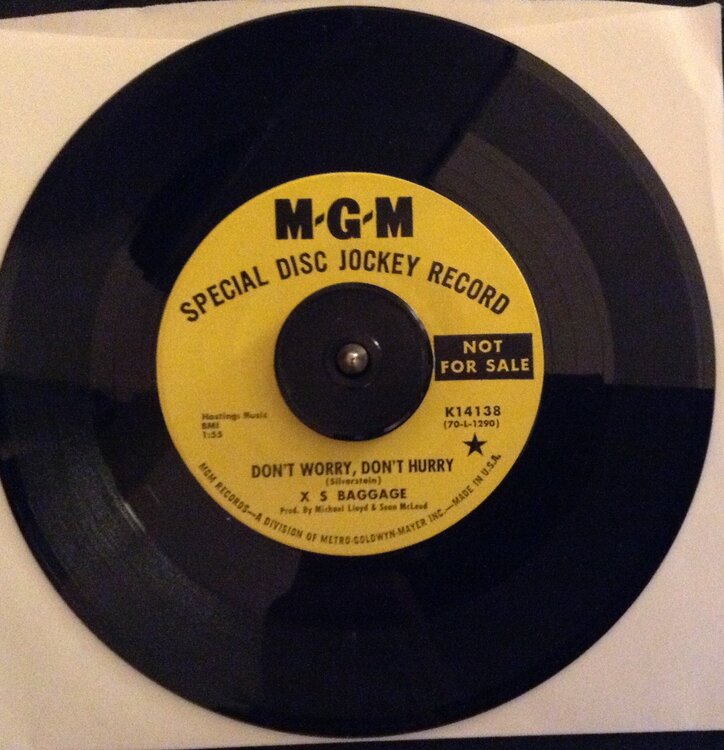 M-G-M
SPECIAL DISC JOCKEY RECORD
NOT
FOR SALE
Hastings Music
BMI
1:55
K14138
(70-L-1290)
DON'T WORRY, DON'T HURRY
(Silverstein)
X S BAGGAGE
Prod. By Michael Lloyd & Sean McLeod
MGM RECORDS—A DIVISION OF METRO-GOLDWYN-MAYER INC.—MADE IN U.S.A.